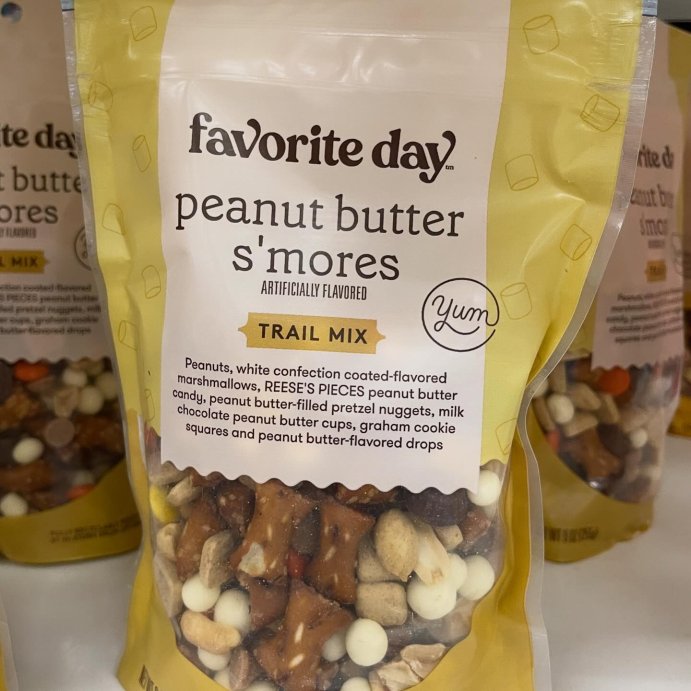 favorite day
peanut butter
s'mores
ARTIFICIALLY FLAVORED
Yum
TRAIL MIX
Peanuts, white confection coated-flavored
marshmallows, REESE'S PIECES peanut butter
candy, peanut butter-filled pretzel nuggets, milk
chocolate peanut butter cups, graham cookie
squares and peanut butter-flavored drops